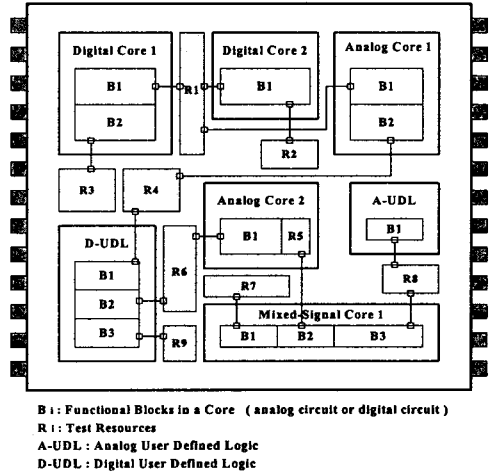 Digital Core 1
Digital Core 2
Analog Core 1
B1
R1
B1
B1
B2
B2
R2
R3
R4
Analog Core 2
A-UDL
D-UDL
B1
R5
B1
R6
B1
R7
R8
B2
Mixed-Signal Core 1
B3
R9
B1
B2
B3
B i : Functional Blocks in a Core ( analog circuit or digital circuit )
R i : Test Resources
A-UDL : Analog User Defined Logic
D-UDL : Digital User Defined Logic